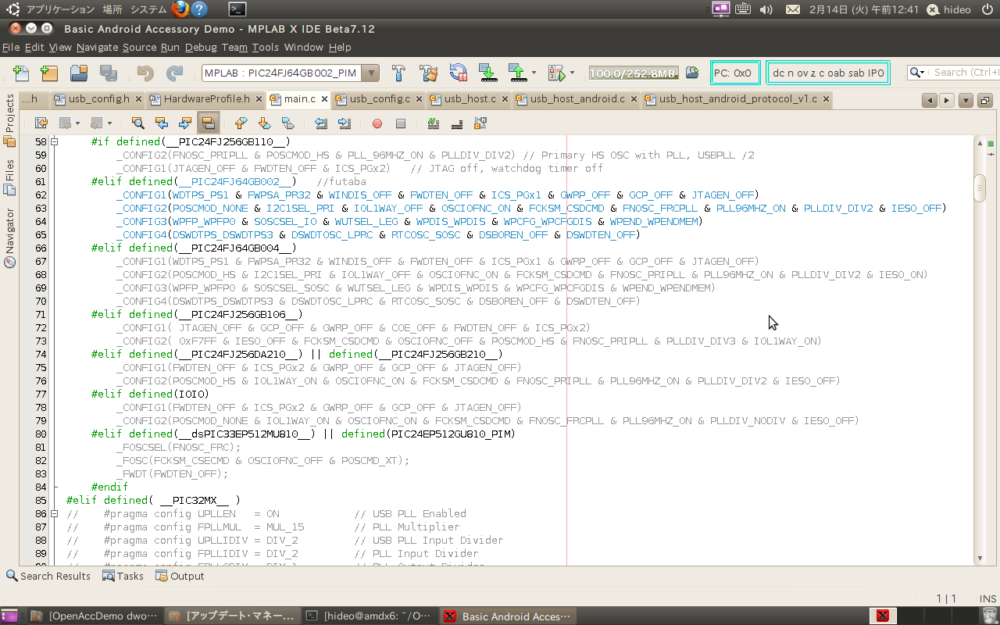 アプリケーション 場所 システム 2月14日 (火) 午前12:41 hideo
Basic Android Accessory Demo - MPLAB X IDE Beta7.12
File Edit View Navigate Source Run Debug Team Tools Window Help
MPLAB : PIC24FJ64GB002_PIM 100.0/252.8MB PC: 0x0 dc n ov z c oab sab IP0 Search (Ctrl+I
....h usb_config.h HardwareProfile.h main.c usb_config.c usb_host.c usb_host_android.c usb_host_android_protocol_v1.c
Projects
Files
Navigator
58 #if defined(__PIC24FJ256GB110__)
59 _CONFIG2(FNOSC_PRIPLL & POSCMOD_HS & PLL_96MHZ_ON & PLLDIV_DIV2) // Primary HS OSC with PLL, USBPLL /2
60 _CONFIG1(JTAGEN_OFF & FWDTEN_OFF & ICS_PGx2) // JTAG off, watchdog timer off
61 #elif defined(__PIC24FJ64GB002__) //futaba
62 _CONFIG1(WDTPS_PS1 & FWPSA_PR32 & WINDIS_OFF & FWDTEN_OFF & ICS_PGx1 & GWRP_OFF & GCP_OFF & JTAGEN_OFF)
63 _CONFIG2(POSCMOD_NONE & I2C1SEL_PRI & IOL1WAY_OFF & OSCIOFNC_ON & FCKSM_CSDCMD & FNOSC_FRCPLL & PLL96MHZ_ON & PLLDIV_DIV2 & IESO_OFF)
64 _CONFIG3(WPFP_WPFP0 & SOSCSEL_IO & WUTSEL_LEG & WPDIS_WPDIS & WPCFG_WPCFGDIS & WPEND_WPENDMEM)
65 _CONFIG4(DSWDTPS_DSWDTPS3 & DSWDTOSC_LPRC & RTCOSC_SOSC & DSBOREN_OFF & DSWDTEN_OFF)
66 #elif defined(__PIC24FJ64GB004__)
67 _CONFIG1(WDTPS_PS1 & FWPSA_PR32 & WINDIS_OFF & FWDTEN_OFF & ICS_PGx1 & GWRP_OFF & GCP_OFF & JTAGEN_OFF)
68 _CONFIG2(POSCMOD_HS & I2C1SEL_PRI & IOL1WAY_OFF & OSCIOFNC_ON & FCKSM_CSDCMD & FNOSC_PRIPLL & PLL96MHZ_ON & PLLDIV_DIV2 & IESO_ON)
69 _CONFIG3(WPFP_WPFP0 & SOSCSEL_SOSC & WUTSEL_LEG & WPDIS_WPDIS & WPCFG_WPCFGDIS & WPEND_WPENDMEM)
70 _CONFIG4(DSWDTPS_DSWDTPS3 & DSWDTOSC_LPRC & RTCOSC_SOSC & DSBOREN_OFF & DSWDTEN_OFF)
71 #elif defined(__PIC24FJ256GB106__)
72 _CONFIG1( JTAGEN_OFF & GCP_OFF & GWRP_OFF & COE_OFF & FWDTEN_OFF & ICS_PGx2)
73 _CONFIG2( 0xF7FF & IESO_OFF & FCKSM_CSDCMD & OSCIOFNC_OFF & POSCMOD_HS & FNOSC_PRIPLL & PLLDIV_DIV3 & IOL1WAY_ON)
74 #elif defined(__PIC24FJ256DA210__) || defined(__PIC24FJ256GB210__)
75 _CONFIG1(FWDTEN_OFF & ICS_PGx2 & GWRP_OFF & GCP_OFF & JTAGEN_OFF)
76 _CONFIG2(POSCMOD_HS & IOL1WAY_ON & OSCIOFNC_ON & FCKSM_CSDCMD & FNOSC_PRIPLL & PLL96MHZ_ON & PLLDIV_DIV2 & IESO_OFF)
77 #elif defined(IOIO)
78 _CONFIG1(FWDTEN_OFF & ICS_PGx2 & GWRP_OFF & GCP_OFF & JTAGEN_OFF)
79 _CONFIG2(POSCMOD_NONE & IOL1WAY_ON & OSCIOFNC_ON & FCKSM_CSDCMD & FNOSC_FRCPLL & PLL96MHZ_ON & PLLDIV_NODIV & IESO_OFF)
80 #elif defined(__dsPIC33EP512MU810__) || defined(PIC24EP512GU810_PIM)
81 _FOSCSEL(FNOSC_FRC);
82 _FOSC(FCKSM_CSECMD & OSCIOFNC_OFF & POSCMD_XT);
83 _FWDT(FWDTEN_OFF);
84 #endif
85 #elif defined( __PIC32MX__ )
86 // #pragma config UPLLEN = ON // USB PLL Enabled
87 // #pragma config FPLLMUL = MUL_15 // PLL Multiplier
88 // #pragma config UPLLIDIV = DIV_2 // USB PLL Input Divider
89 // #pragma config FPLLIDIV = DIV_2 // PLL Input Divider
90 // #pragma config FPLLODIV = DIV_1 // PLL Output Divider
Search Results Tasks Output
1 | 1 INS
[OpenAccDemo dwo... [アップデート・マネー... [hideo@amdx6: ~/O... Basic Android Acces...